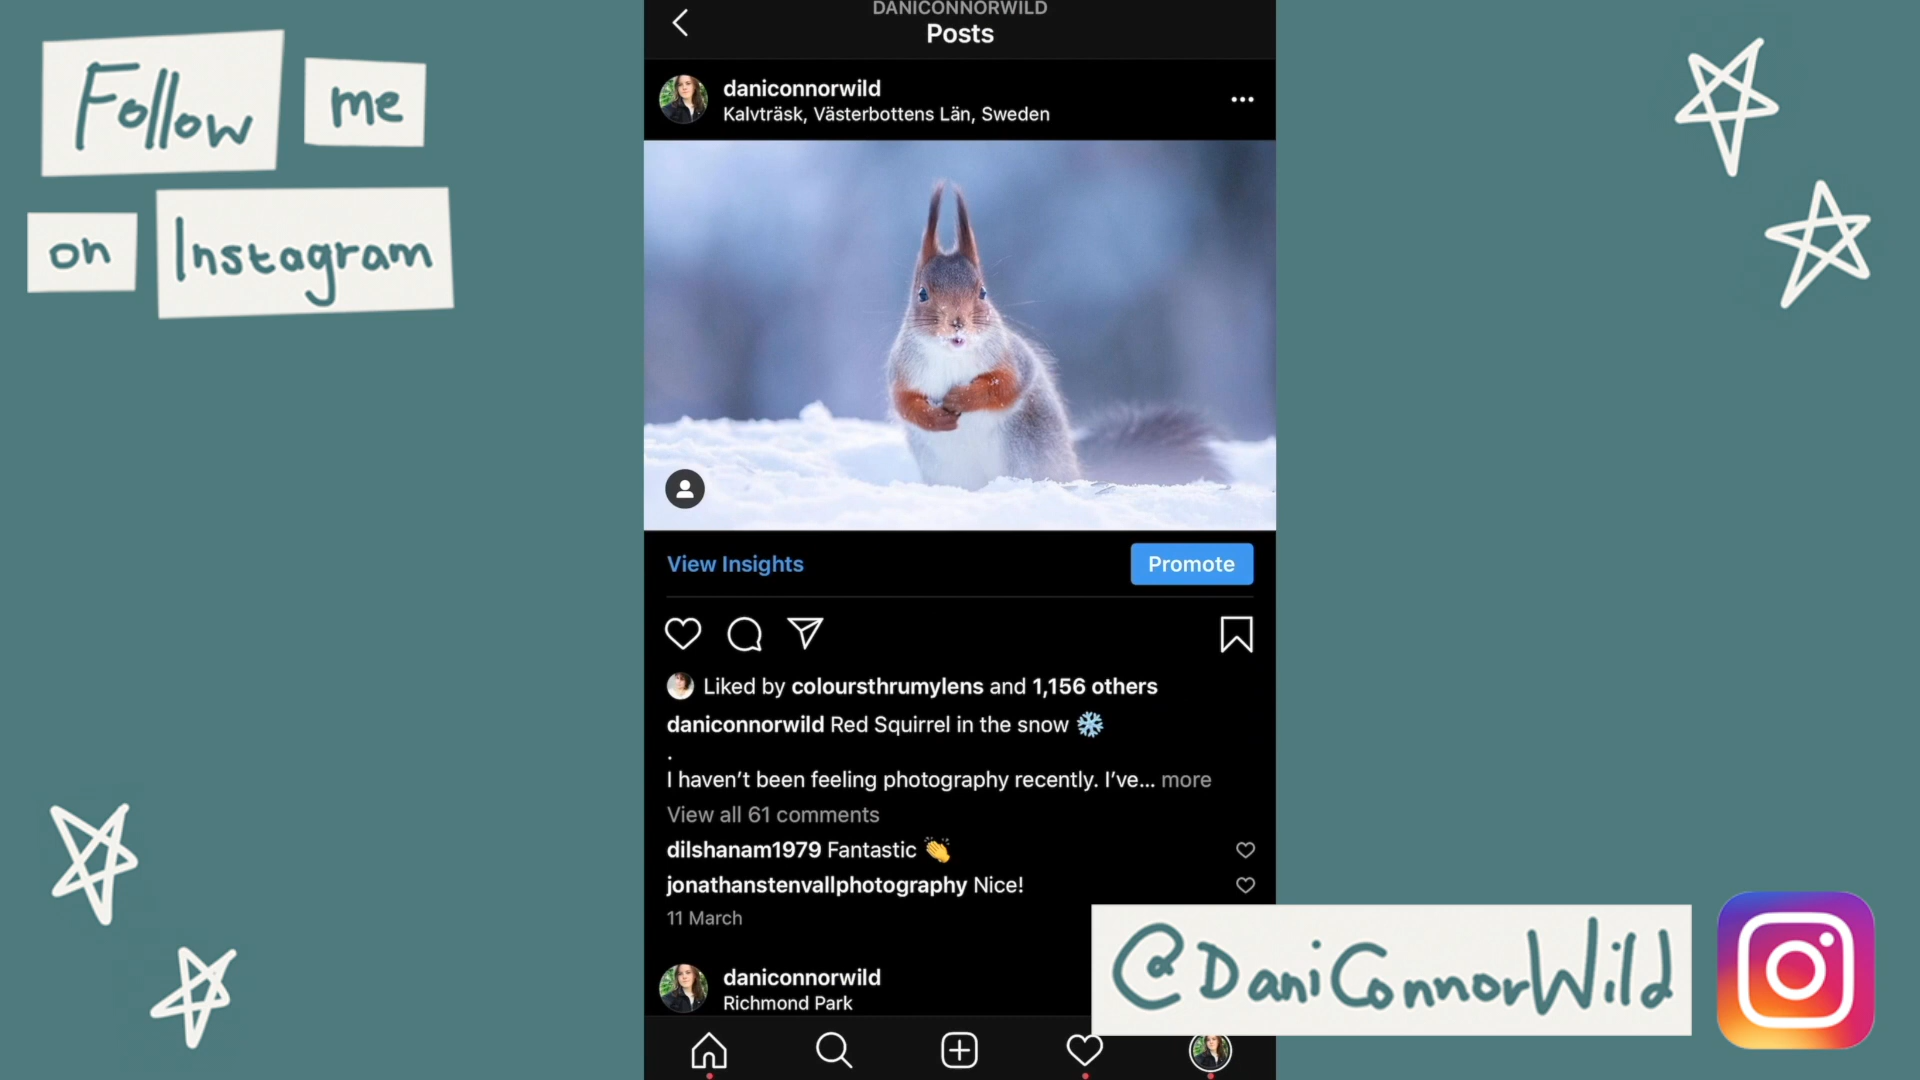 Follow me
on Instagram
DANICONNORWILD
Posts
daniconnorwild
Kalvträsk, Västerbottens Län, Sweden
View Insights
Promote
Liked by coloursthrumylens and 1,156 others
daniconnorwild Red Squirrel in the snow ❄️
.
I haven’t been feeling photography recently. I’ve... more
View all 61 comments
dilshanam1979 Fantastic 👏
jonathanstenvallphotography Nice!
11 March
daniconnorwild
Richmond Park
@DaniConnorWild